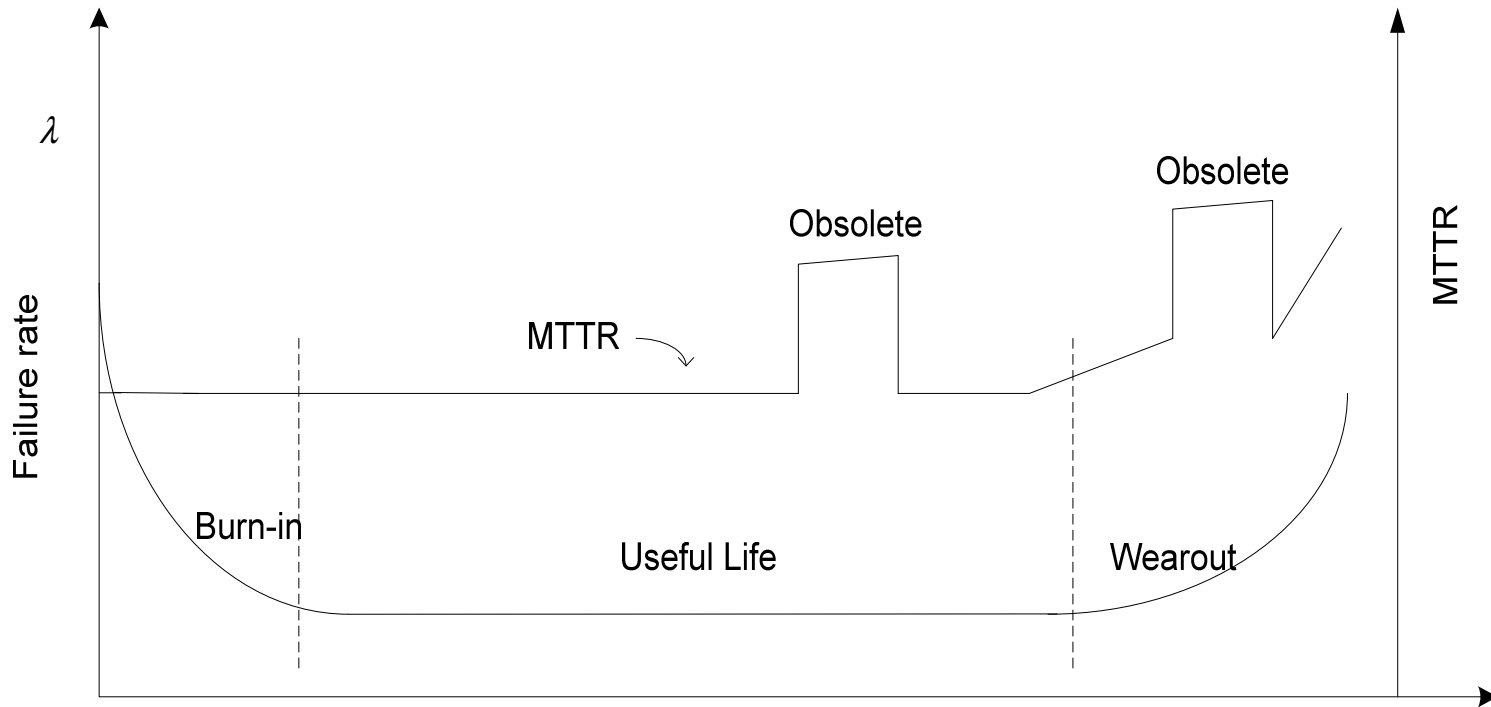 λ
Obsolete
Obsolete
MTTR
Failure rate
MTTR
Burn-in
Useful Life
Wearout